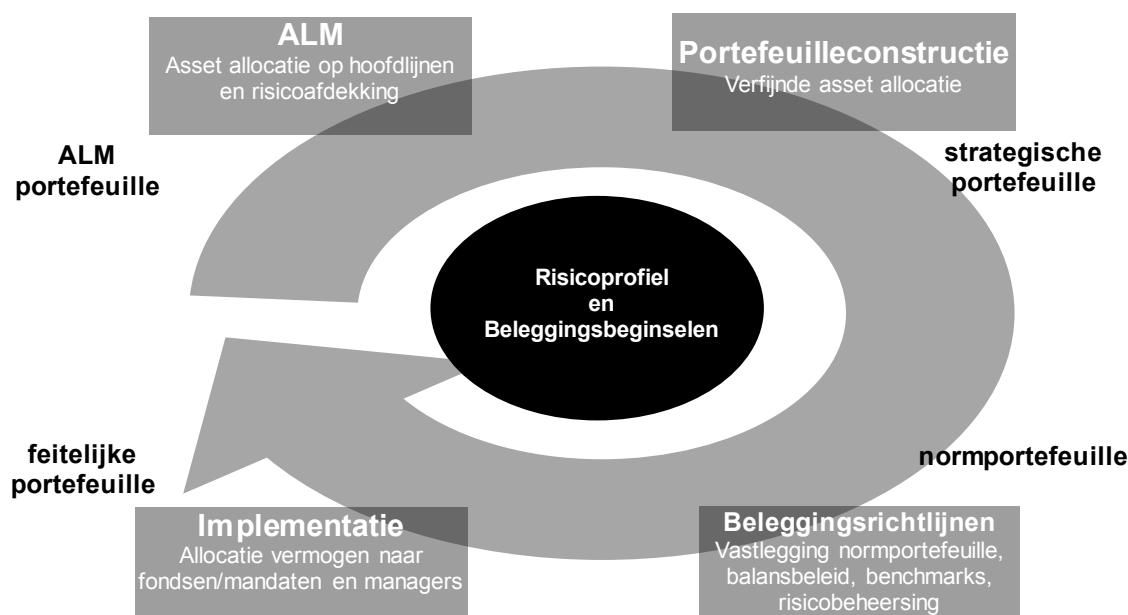 ALM
Asset allocatie op hoofdlijnen
en risicoafdekking
Portefeuilleconstructie
Verfijnde asset allocatie
ALM
portefeuille
strategische
portefeuille
Risicoprofiel
en
Beleggingsbeginselen
feitelijke
portefeuille
normportefeuille
Implementatie
Allocatie vermogen naar
fondsen/mandaten en managers
Beleggingsrichtlijnen
Vastlegging normportefeuille,
balansbeleid, benchmarks,
risicobeheersing